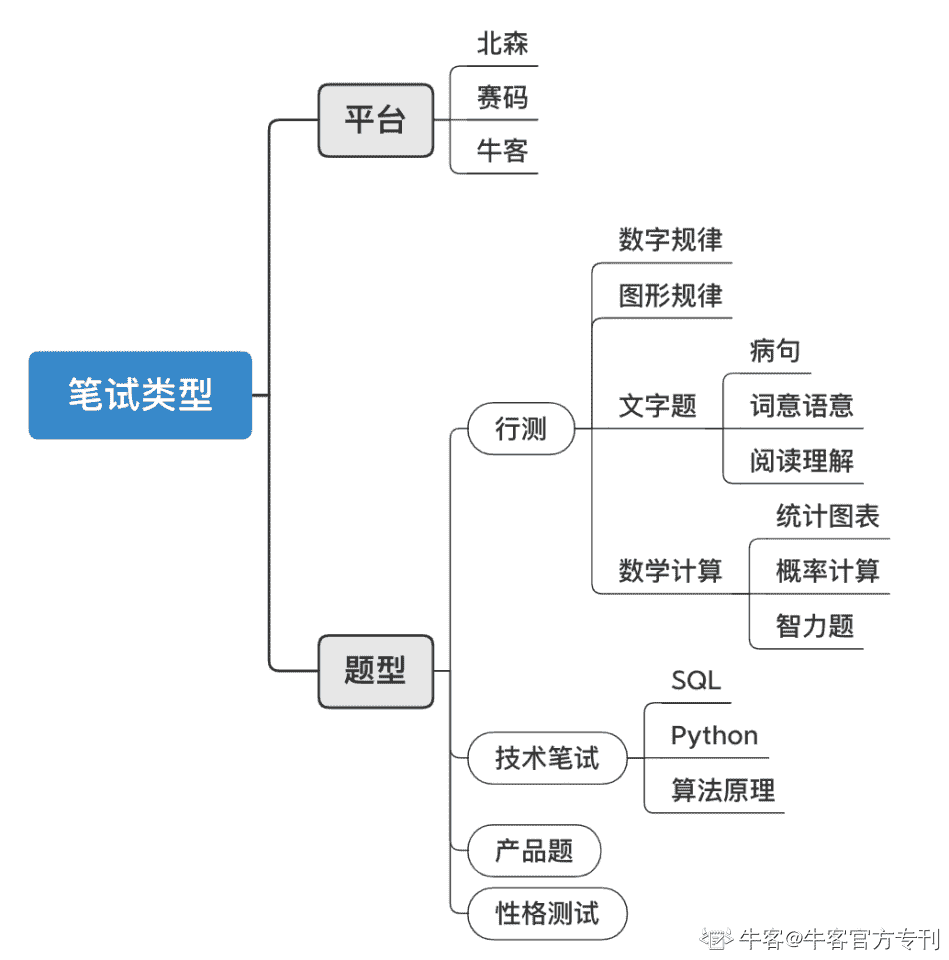 笔试类型
平台
北森
赛码
牛客
题型
行测
数字规律
图形规律
文字题
病句
词意语意
阅读理解
数学计算
统计图表
概率计算
智力题
技术笔试
SQL
Python
算法原理
产品题
性格测试
牛客@牛客官方专刊